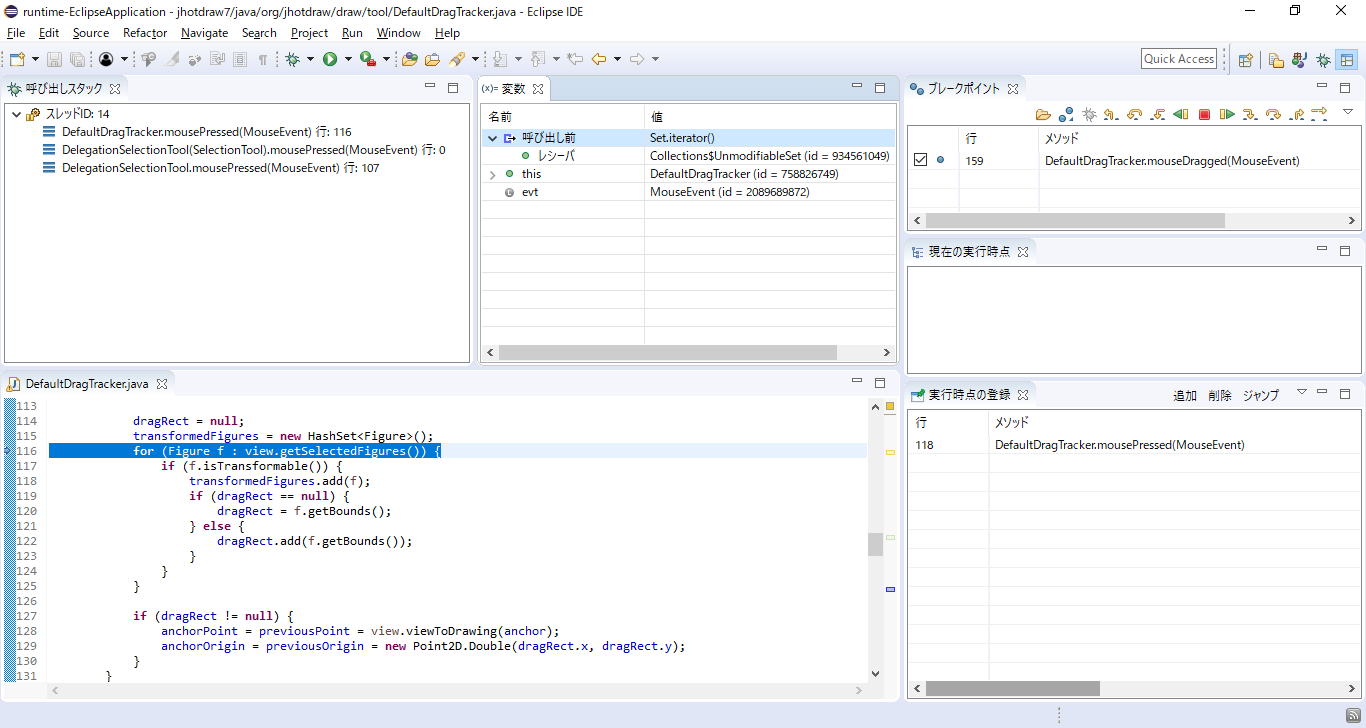 runtime-EclipseApplication - jhotdraw7/java/org/jhotdraw/draw/tool/DefaultDragTracker.java - Eclipse IDE
File Edit Source Refactor Navigate Search Project Run Window Help
Quick Access
呼び出しスタック
スレッドID: 14
DefaultDragTracker.mousePressed(MouseEvent) 行: 116
DelegationSelectionTool(SelectionTool).mousePressed(MouseEvent) 行: 0
DelegationSelectionTool.mousePressed(MouseEvent) 行: 107
(x)= 変数
名前 値
呼び出し前 Set.iterator()
レシーバ Collections$UnmodifiableSet (id = 934561049)
this DefaultDragTracker (id = 758826749)
evt MouseEvent (id = 2089689872)
ブレークポイント
行 メソッド
159 DefaultDragTracker.mouseDragged(MouseEvent)
現在の実行時点
DefaultDragTracker.java
113
114 dragRect = null;
115 transformedFigures = new HashSet<Figure>();
116 for (Figure f : view.getSelectedFigures()) {
117 if (f.isTransformable()) {
118 transformedFigures.add(f);
119 if (dragRect == null) {
120 dragRect = f.getBounds();
121 } else {
122 dragRect.add(f.getBounds());
123 }
124 }
125 }
126
127 if (dragRect != null) {
128 anchorPoint = previousPoint = view.viewToDrawing(anchor);
129 anchorOrigin = previousOrigin = new Point2D.Double(dragRect.x, dragRect.y);
130 }
131 }
実行時点の登録 追加 削除 ジャンプ
行 メソッド
118 DefaultDragTracker.mousePressed(MouseEvent)